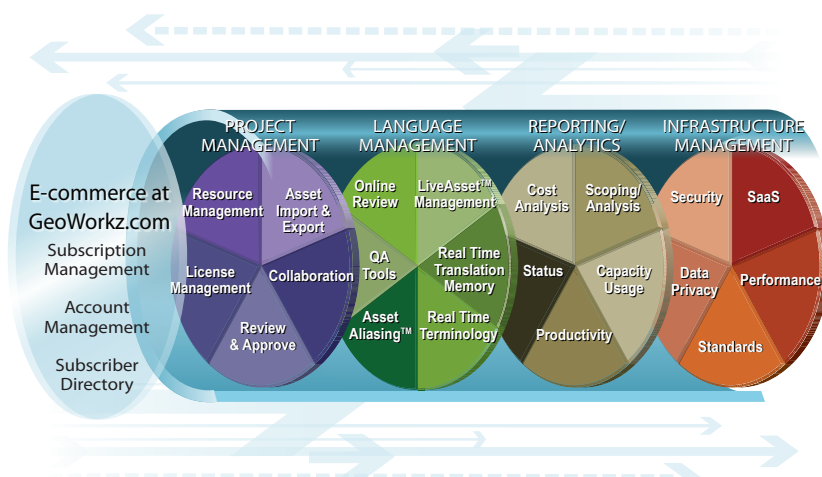 E-commerce at
GeoWorkz.com
Subscription
Management
Account
Management
Subscriber
Directory
PROJECT
MANAGEMENT
Resource
Management
Asset
Import &
Export
License
Management
Collaboration
Review
& Approve
LANGUAGE
MANAGEMENT
Online
Review
LiveAsset™
Management
QA
Tools
Real Time
Translation
Memory
Asset
Aliasing™
Real Time
Terminology
REPORTING/
ANALYTICS
Cost
Analysis
Scoping/
Analysis
Status
Capacity
Usage
Productivity
INFRASTRUCTURE
MANAGEMENT
Security
SaaS
Data
Privacy
Performance
Standards